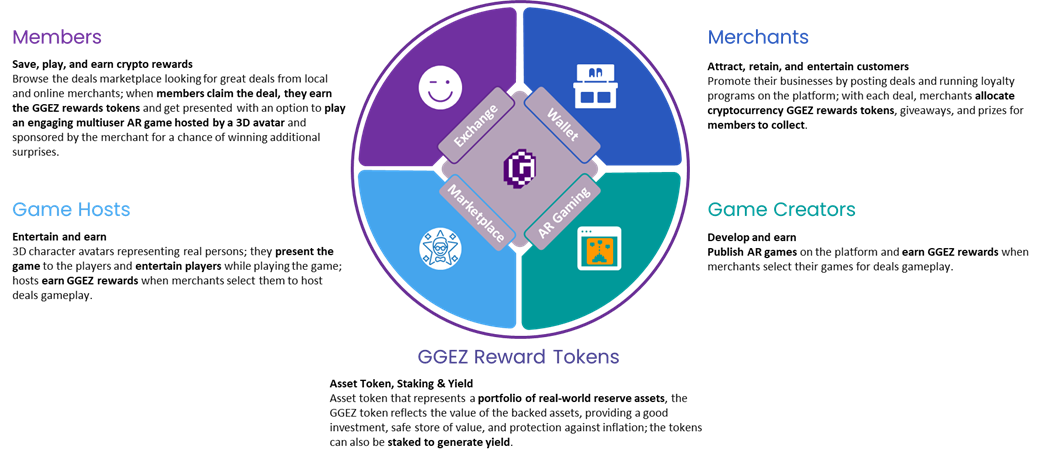 Members
Save, play, and earn crypto rewards
Browse the deals marketplace looking for great deals from local
and online merchants; when members claim the deal, they earn
the GGEZ rewards tokens and get presented with an option to play
an engaging multiuser AR game hosted by a 3D avatar and
sponsored by the merchant for a chance of winning additional
surprises.
Merchants
Attract, retain, and entertain customers
Promote their businesses by posting deals and running loyalty
programs on the platform; with each deal, merchants allocate
cryptocurrency GGEZ rewards tokens, giveaways, and prizes for
members to collect.
Exchange
Wallet
G
Marketplace
AR Gaming
Game Hosts
Entertain and earn
3D character avatars representing real persons; they present the
game to the players and entertain players while playing the game;
hosts earn GGEZ rewards when merchants select them to host
deals gameplay.
Game Creators
Develop and earn
Publish AR games on the platform and earn GGEZ rewards when
merchants select their games for deals gameplay.
GGEZ Reward Tokens
Asset Token, Staking & Yield
Asset token that represents a portfolio of real-world reserve assets, the
GGEZ token reflects the value of the backed assets, providing a good
investment, safe store of value, and protection against inflation; the tokens
can also be staked to generate yield.